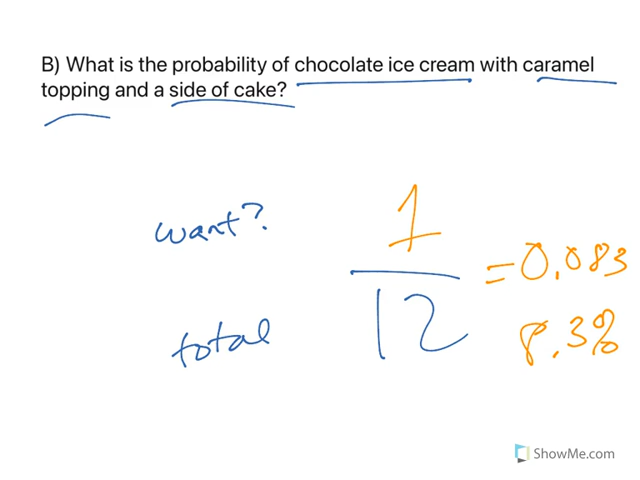 B) What is the probability of chocolate ice cream with caramel
topping and a side of cake?
want?
1
= 0.083
total
12
8.3%
ShowMe.com